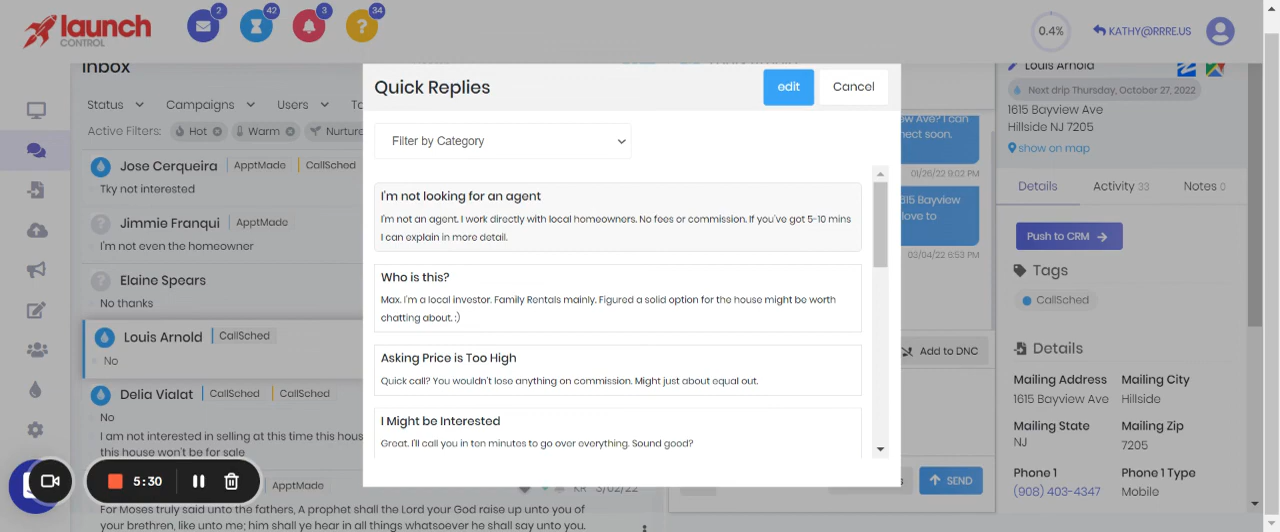 launch
CONTROL
2
42
3
34
0.4%
KATHY@RRRE.US
Inbox
Status
Campaigns
Users
Active Filters:
Hot
Warm
Nurture
Jose Cerqueira
ApptMade
CallSched
Tky not interested
Jimmie Franqui
ApptMade
I'm not even the homeowner
Elaine Spears
No thanks
Louis Arnold
CallSched
No
Delia Vialat
CallSched
CallSched
No
I am not interested in selling at this time this hous
this house won't be for sale
ApptMade
KR 3/02/22
For Moses truly said unto the fathers, A prophet shall the Lord your God raise up unto you of
your brethren, like unto me; him shall ye hear in all things whatsoever he shall say unto you.
5:30
Quick Replies
edit
Cancel
Filter by Category
I'm not looking for an agent
I'm not an agent. I work directly with local homeowners. No fees or commission. If you've got 5-10 mins
I can explain in more detail.
Who is this?
Max. I'm a local investor. Family Rentals mainly. Figured a solid option for the house might be worth
chatting about. :)
Asking Price is Too High
Quick call? You wouldn't lose anything on commission. Might just about equal out.
I Might be Interested
Great. I'll call you in ten minutes to go over everything. Sound good?
ew Ave? I can
nect soon.
01/26/22 9:02 PM
615 Bayview
love to
03/04/22 6:53 PM
Add to DNC
SEND
Louis Arnold
Next drip Thursday, October 27, 2022
1615 Bayview Ave
Hillside NJ 7205
show on map
Details
Activity 33
Notes 0
Push to CRM
Tags
CallSched
Details
Mailing Address
Mailing City
1615 Bayview Ave
Hillside
Mailing State
Mailing Zip
NJ
7205
Phone 1
Phone 1 Type
(908) 403-4347
Mobile